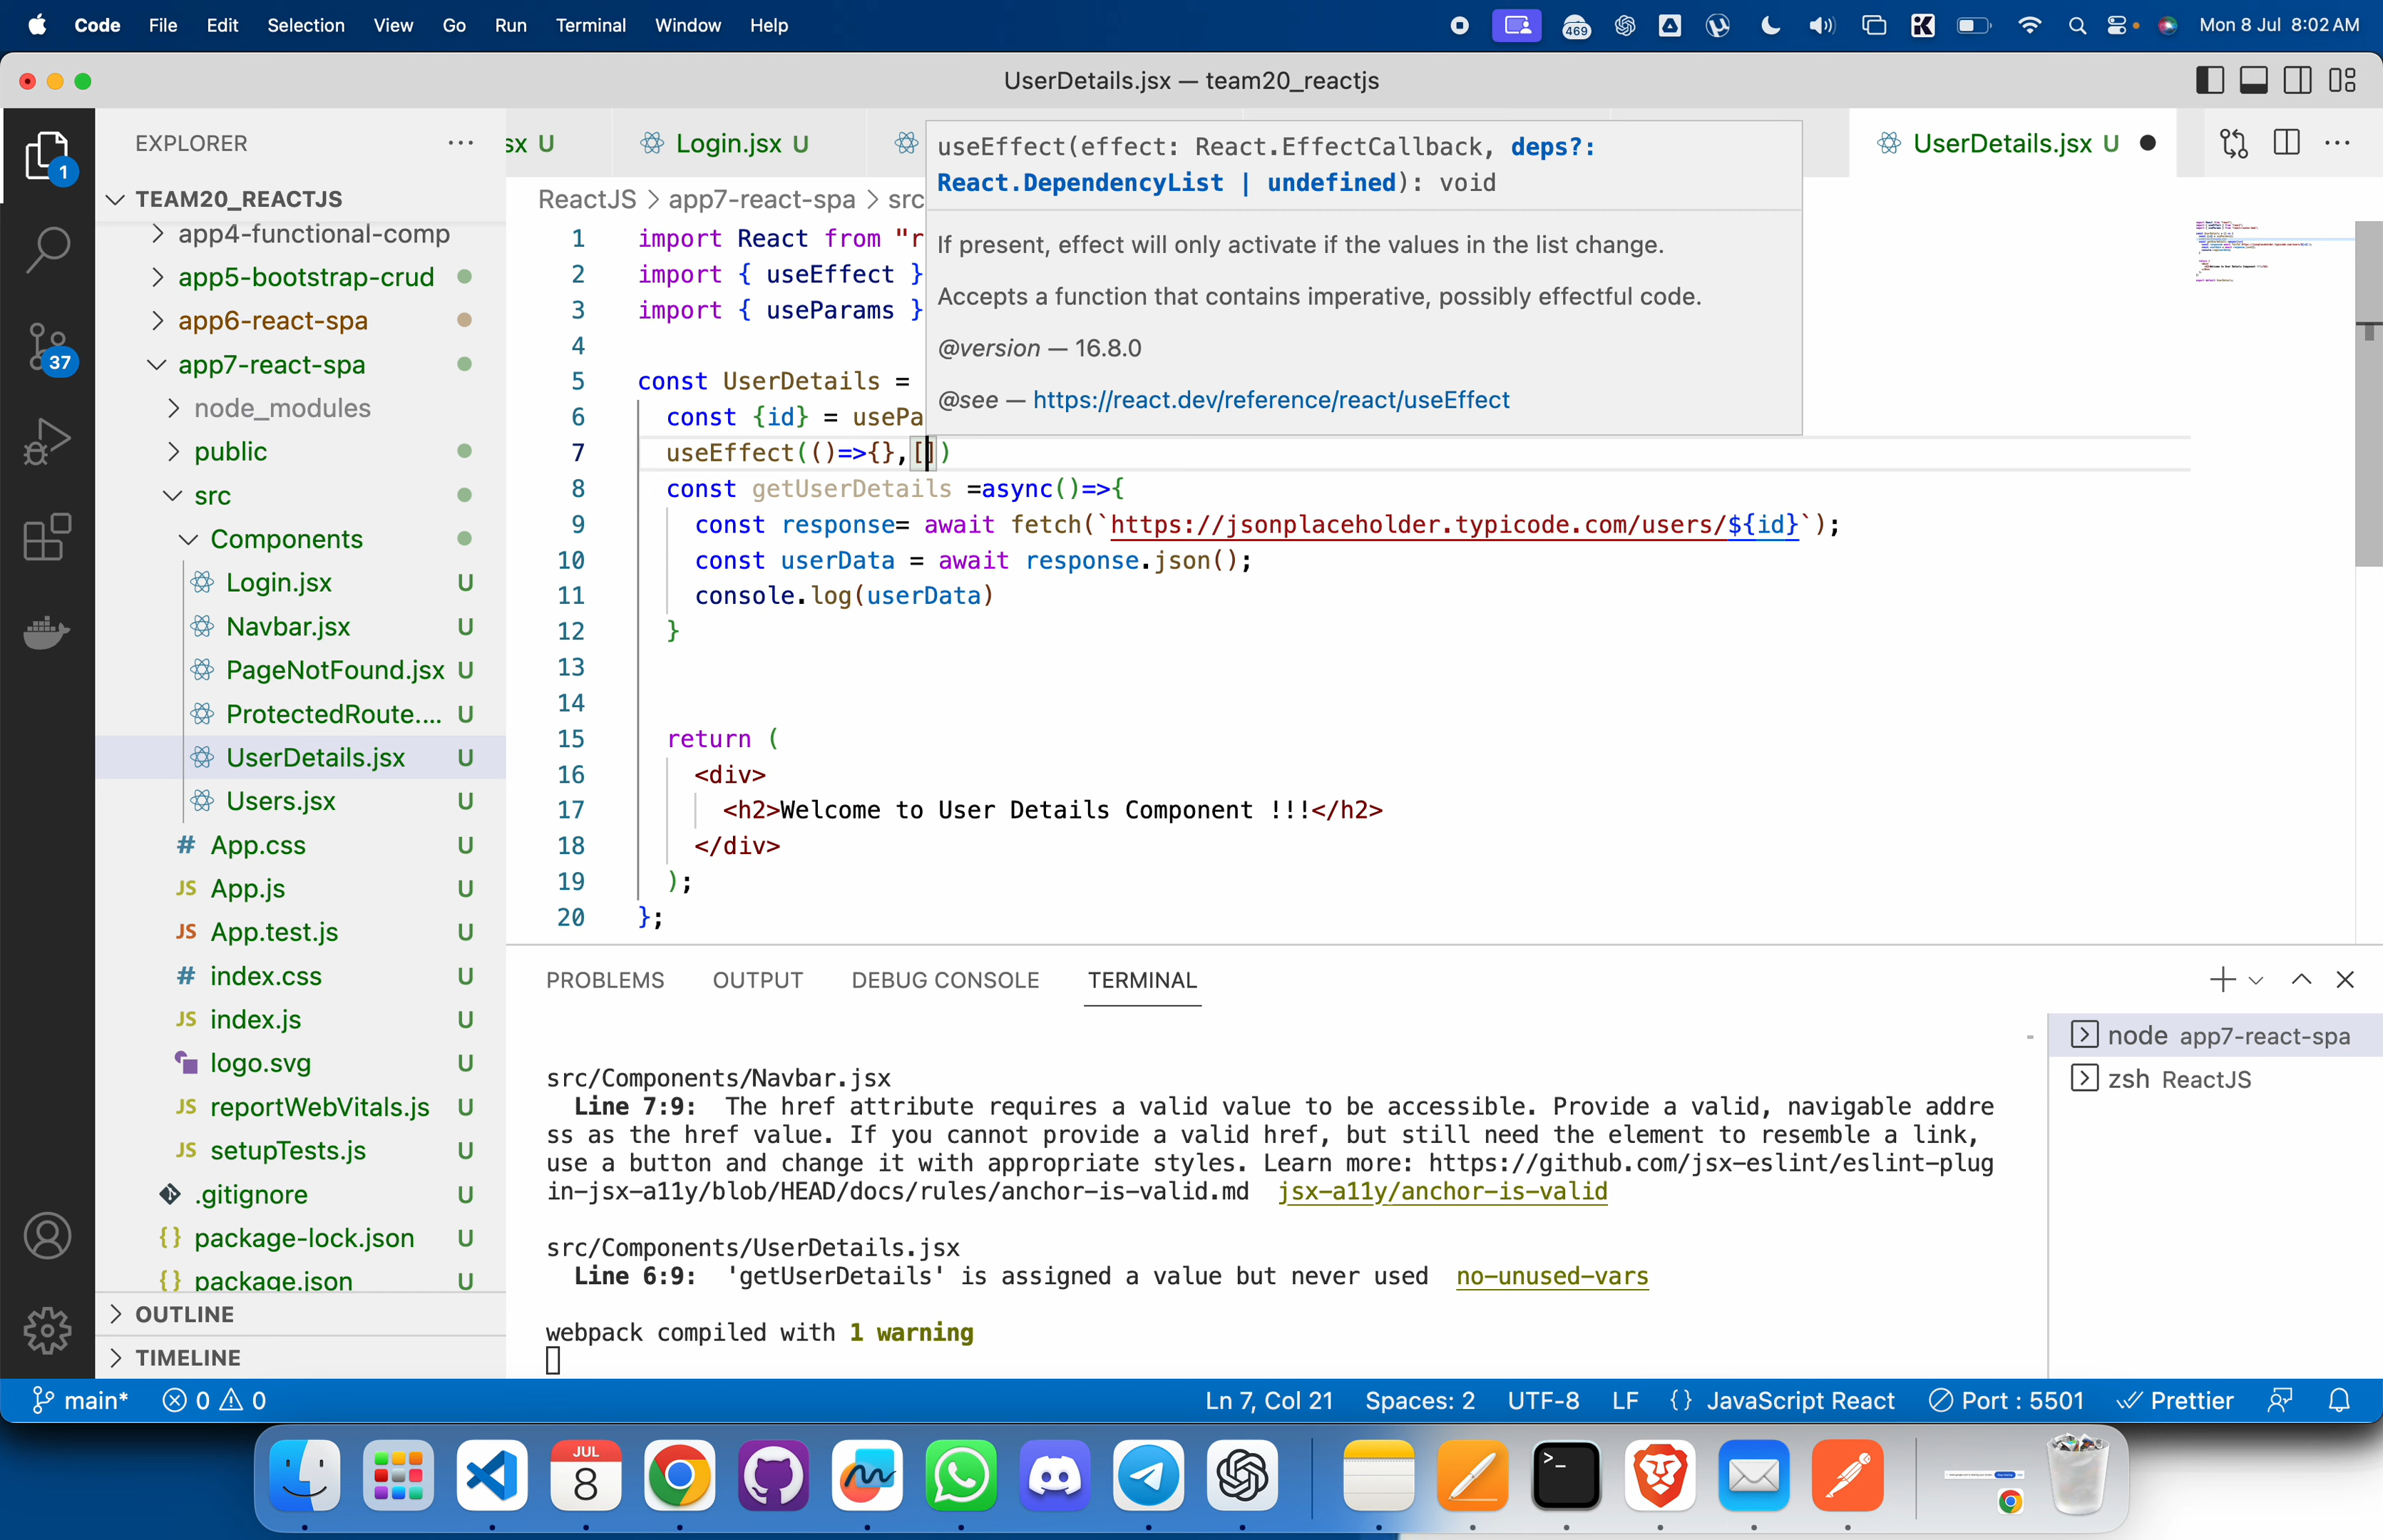 Code File Edit Selection View Go Run Terminal Window Help
469
Mon 8 Jul 8:02 AM
UserDetails.jsx — team20_reactjs
EXPLORER
sx U
Login.jsx U
UserDetails.jsx U
1
37
TEAM20_REACTJS
app4-functional-comp
app5-bootstrap-crud
app6-react-spa
app7-react-spa
node_modules
public
src
Components
Login.jsx U
Navbar.jsx U
PageNotFound.jsx U
ProtectedRoute.... U
UserDetails.jsx U
Users.jsx U
# App.css U
JS App.js U
JS App.test.js U
# index.css U
JS index.js U
logo.svg U
JS reportWebVitals.js U
JS setupTests.js U
.gitignore U
{} package-lock.json U
{} package.json U
OUTLINE
TIMELINE
ReactJS > app7-react-spa > src
useEffect(effect: React.EffectCallback, deps?:
React.DependencyList | undefined): void
If present, effect will only activate if the values in the list change.
Accepts a function that contains imperative, possibly effectful code.
@version — 16.8.0
@see — https://react.dev/reference/react/useEffect
1 import React from "r
2 import { useEffect }
3 import { useParams }
4
5 const UserDetails =
6 const {id} = usePa
7 useEffect(()=>{},[])
8 const getUserDetails =async()=>{
9 const response= await fetch(`https://jsonplaceholder.typicode.com/users/${id}`);
10 const userData = await response.json();
11 console.log(userData)
12 }
13
14
15 return (
16 <div>
17 <h2>Welcome to User Details Component !!!</h2>
18 </div>
19 );
20 };
PROBLEMS OUTPUT DEBUG CONSOLE TERMINAL
node app7-react-spa
zsh ReactJS
src/Components/Navbar.jsx
Line 7:9: The href attribute requires a valid value to be accessible. Provide a valid, navigable addre
ss as the href value. If you cannot provide a valid href, but still need the element to resemble a link,
use a button and change it with appropriate styles. Learn more: https://github.com/jsx-eslint/eslint-plug
in-jsx-a11y/blob/HEAD/docs/rules/anchor-is-valid.md jsx-a11y/anchor-is-valid
src/Components/UserDetails.jsx
Line 6:9: 'getUserDetails' is assigned a value but never used no-unused-vars
webpack compiled with 1 warning
main* 0 0
Ln 7, Col 21 Spaces: 2 UTF-8 LF {} JavaScript React Port : 5501 Prettier
JUL
8